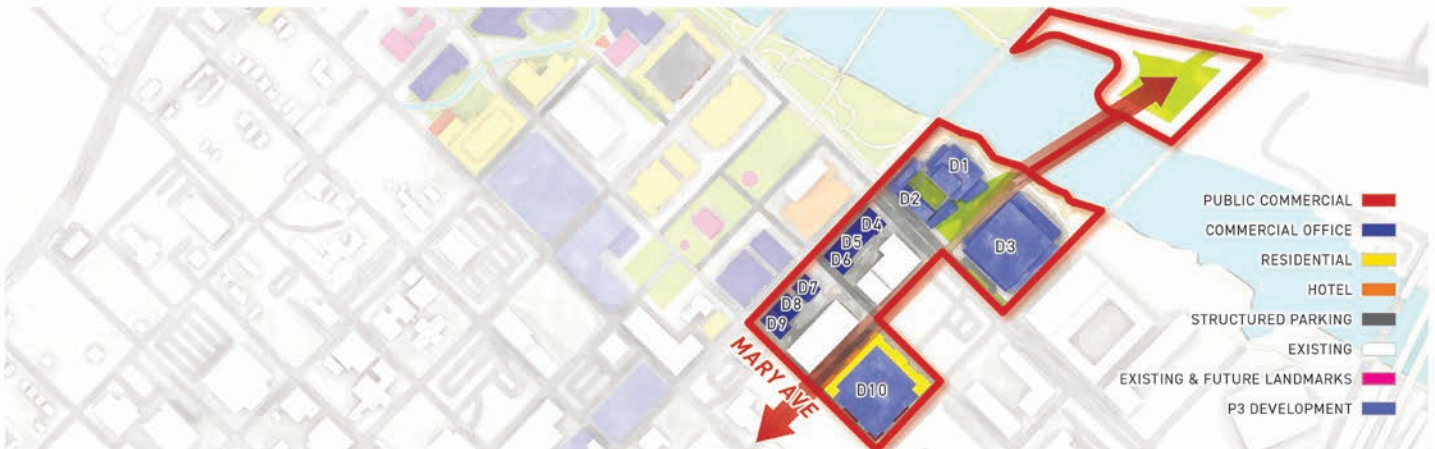 D1
D2
D3
D4
D5
D6
D7
D8
D9
D10
MARY AVE
PUBLIC COMMERCIAL
COMMERCIAL OFFICE
RESIDENTIAL
HOTEL
STRUCTURED PARKING
EXISTING
EXISTING & FUTURE LANDMARKS
P3 DEVELOPMENT